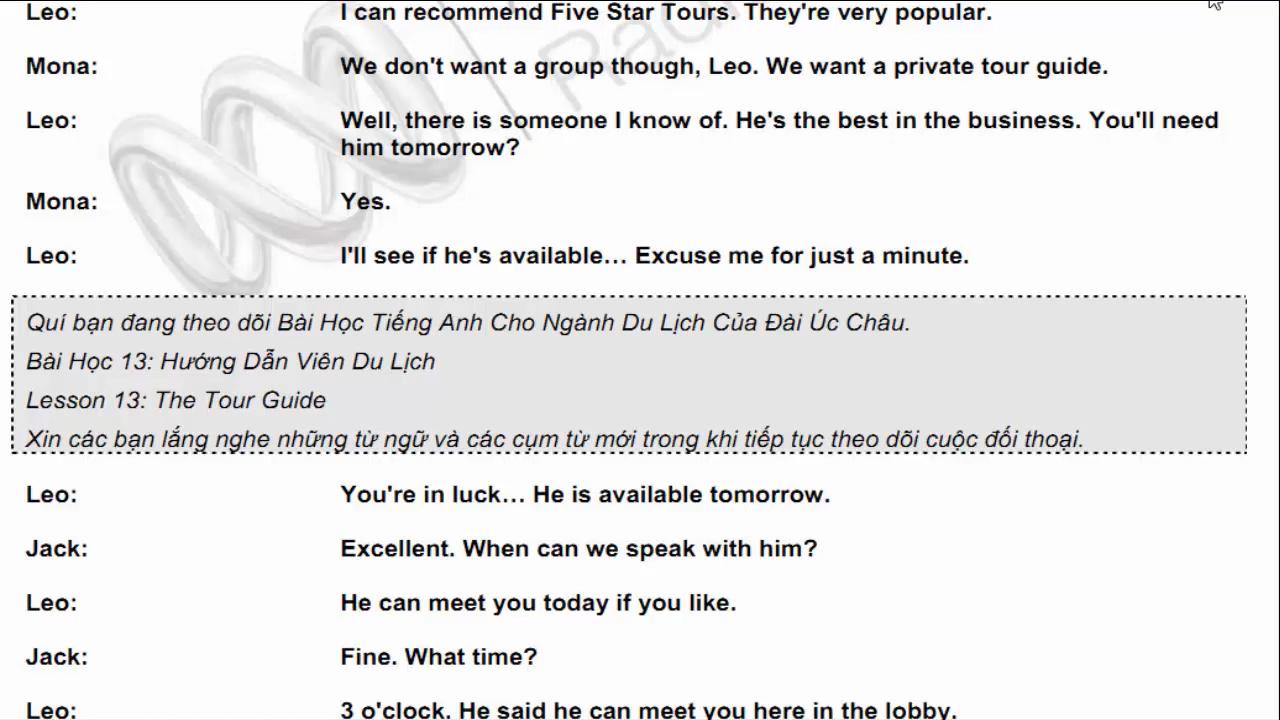 Leo: I can recommend Five Star Tours. They're very popular.
Mona: We don't want a group though, Leo. We want a private tour guide.
Leo: Well, there is someone I know of. He's the best in the business. You'll need
him tomorrow?
Mona: Yes.
Leo: I'll see if he's available… Excuse me for just a minute.
Quí bạn đang theo dõi Bài Học Tiếng Anh Cho Ngành Du Lịch Của Đài Úc Châu.
Bài Học 13: Hướng Dẫn Viên Du Lịch
Lesson 13: The Tour Guide
Xin các bạn lắng nghe những từ ngữ và các cụm từ mới trong khi tiếp tục theo dõi cuộc đối thoại.
Leo: You're in luck… He is available tomorrow.
Jack: Excellent. When can we speak with him?
Leo: He can meet you today if you like.
Jack: Fine. What time?
Leo: 3 o'clock. He said he can meet you here in the lobby.